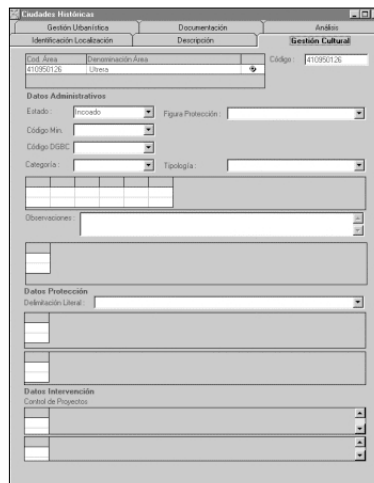 Ciudades Históricas
Gestión Urbanística Documentación Análisis
Identificación Localización Descripción Gestión Cultural
Cod. Área Denominación Área Código : 410950126
410950126 Utrera
Datos Administrativos
Estado : Incoado Figura Protección :
Código Min.
Código DGBC
Categoría : Tipología :
Observaciones :
Datos Protección
Delimitación Literal :
Datos Intervención
Control de Proyectos